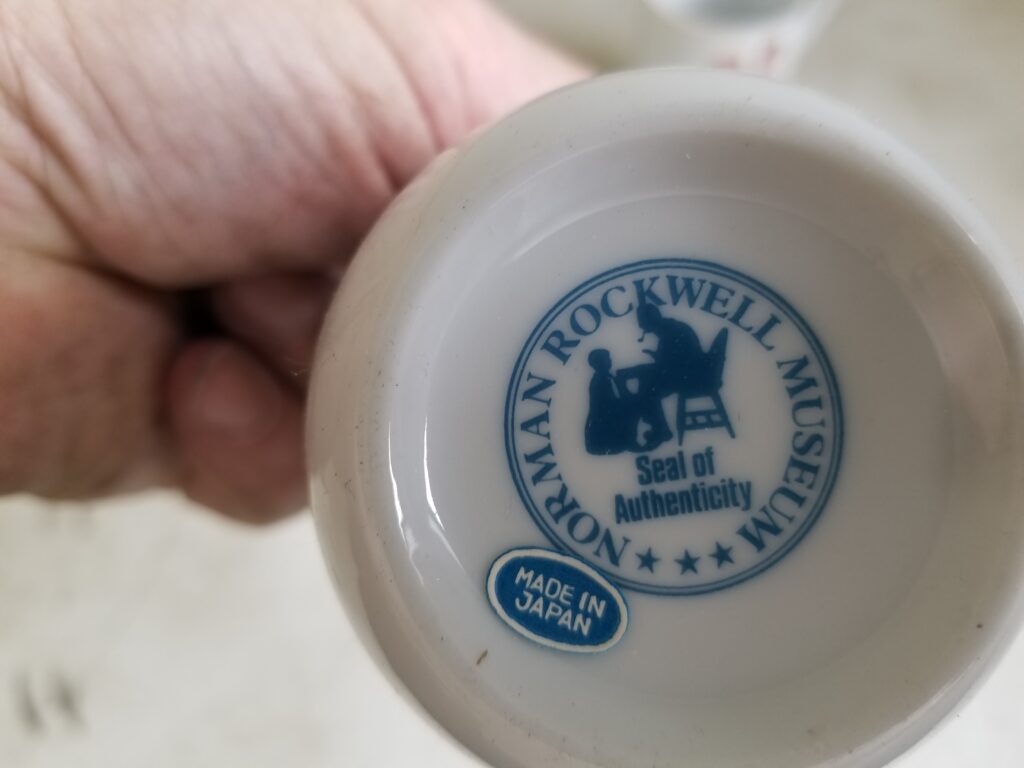 NORMAN ROCKWELL MUSEUM
Seal of
Authenticity
MADE IN
JAPAN